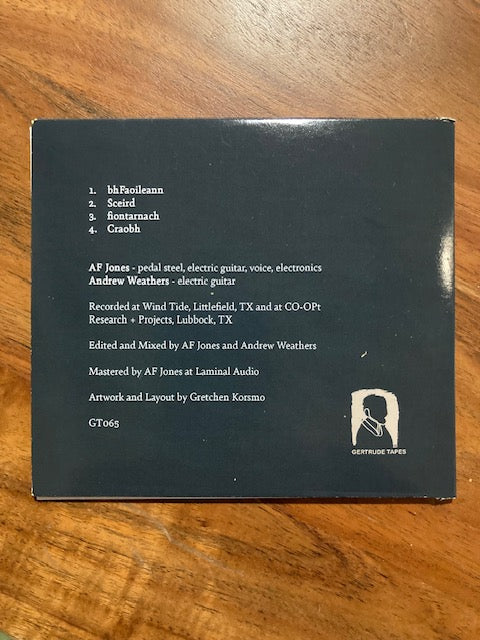 1. bhFaoileann
2. Sceird
3. fiontarnach
4. Craobh
AF Jones - pedal steel, electric guitar, voice, electronics
Andrew Weathers - electric guitar
Recorded at Wind Tide, Littlefield, TX and at CO-OPt
Research + Projects, Lubbock, TX
Edited and Mixed by AF Jones and Andrew Weathers
Mastered by AF Jones at Laminal Audio
Artwork and Layout by Gretchen Korsmo
GT065
GERTRUDE TAPES